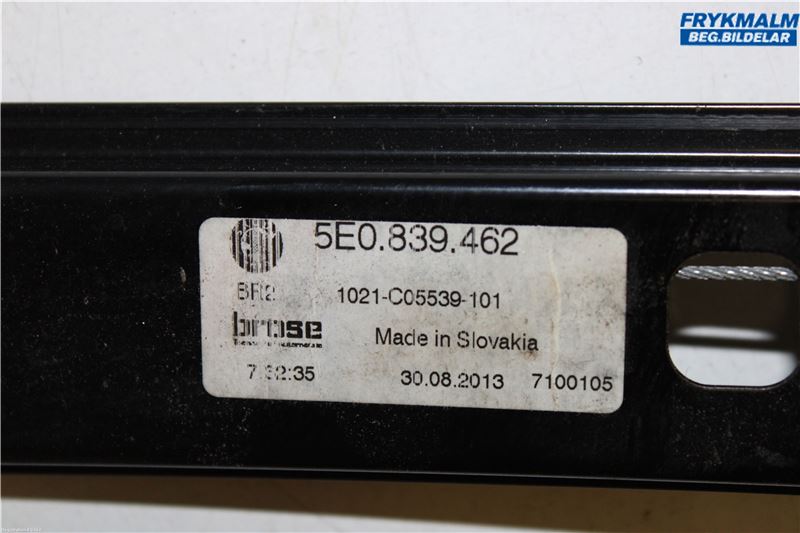 FRYKMALM
BEG.BILDELAR
5E0.839.462
BR2 1021-C05539-101
brose
Made in Slovakia
7:32:35 30.08.2013 7100105